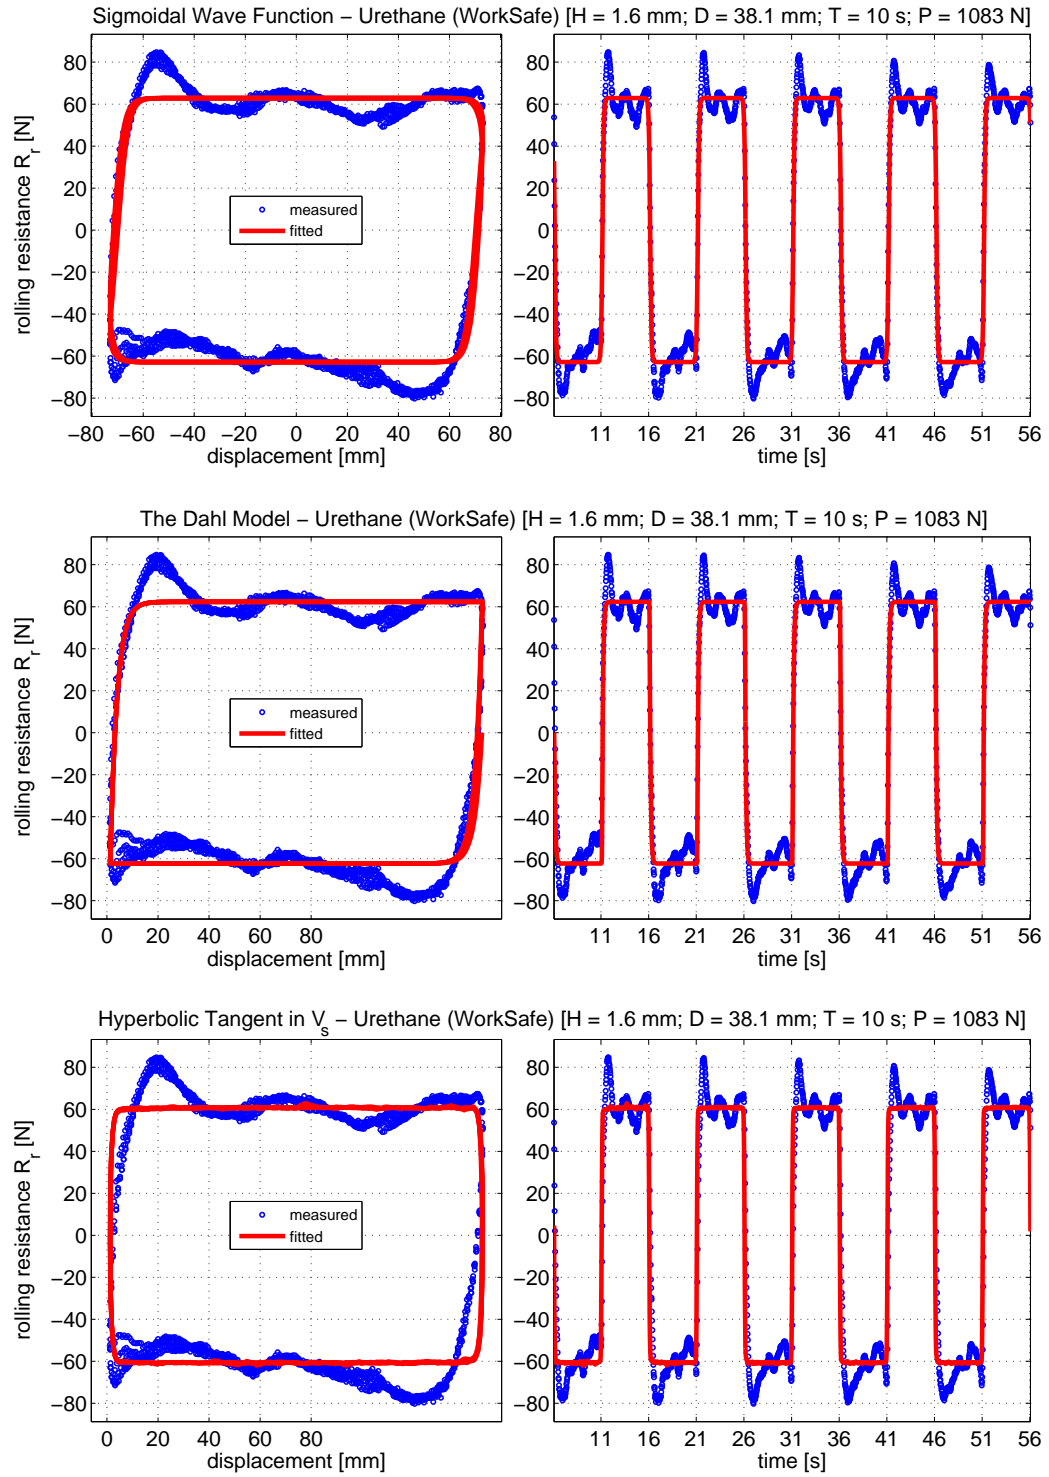 Sigmoidal Wave Function − Urethane (WorkSafe) [H = 1.6 mm; D = 38.1 mm; T = 10 s; P = 1083 N]
80
60
40
20
0
−20
−40
−60
−80
rolling resistance R_r [N]
measured
fitted
−80 −60 −40 −20 0 20 40 60 80
displacement [mm]
80
60
40
20
0
−20
−40
−60
−80
11 16 21 26 31 36 41 46 51 56
time [s]
The Dahl Model − Urethane (WorkSafe) [H = 1.6 mm; D = 38.1 mm; T = 10 s; P = 1083 N]
80
60
40
20
0
−20
−40
−60
−80
rolling resistance R_r [N]
measured
fitted
0 20 40 60 80
displacement [mm]
80
60
40
20
0
−20
−40
−60
−80
11 16 21 26 31 36 41 46 51 56
time [s]
Hyperbolic Tangent in V_s − Urethane (WorkSafe) [H = 1.6 mm; D = 38.1 mm; T = 10 s; P = 1083 N]
80
60
40
20
0
−20
−40
−60
−80
rolling resistance R_r [N]
measured
fitted
20 40 60 80
displacement [mm]
80
60
40
20
0
−20
−40
−60
−80
11 16 21 26 31 36 41 46 51 56
time [s]